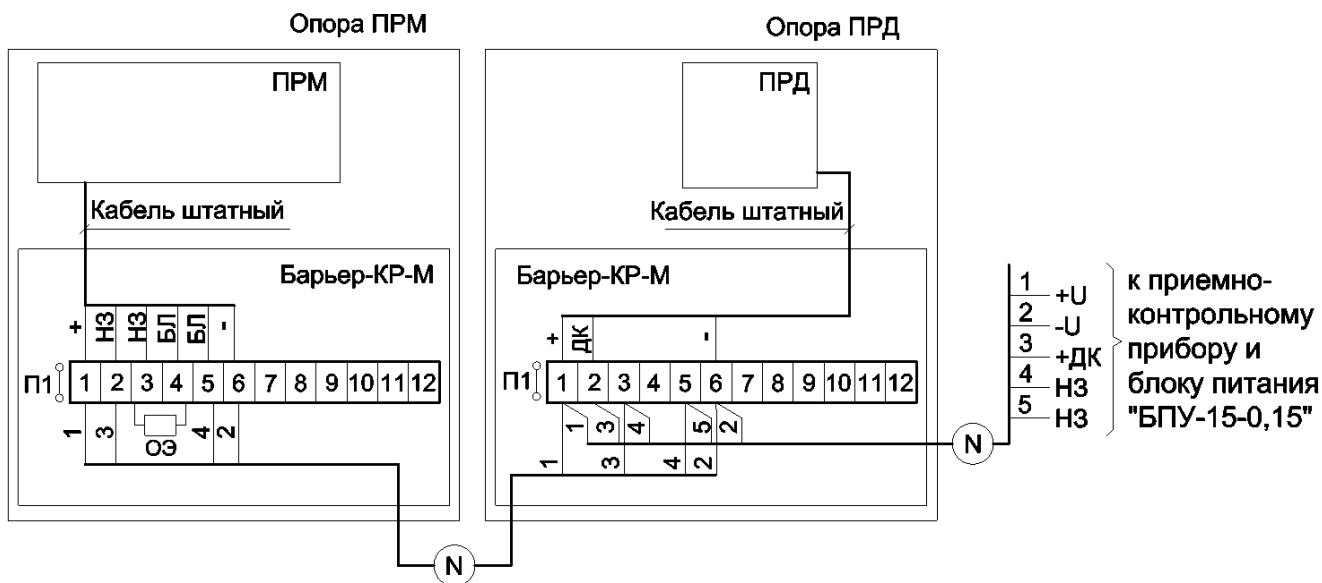 Опора ПРМ
Опора ПРД
ПРМ
ПРД
Кабель штатный
Кабель штатный
Барьер-КР-М
Барьер-КР-М
+ НЗ НЗ БЛ БЛ -
+ ДК -
П1 1 2 3 4 5 6 7 8 9 10 11 12
П1 1 2 3 4 5 6 7 8 9 10 11 12
1 3 ОЭ 4 2
1 3 4 5 2
1 3 4 2
N
N
1 +U
2 -U
3 +ДК
4 НЗ
5 НЗ
к приемно-
контрольному
прибору и
блоку питания
"БПУ-15-0,15"